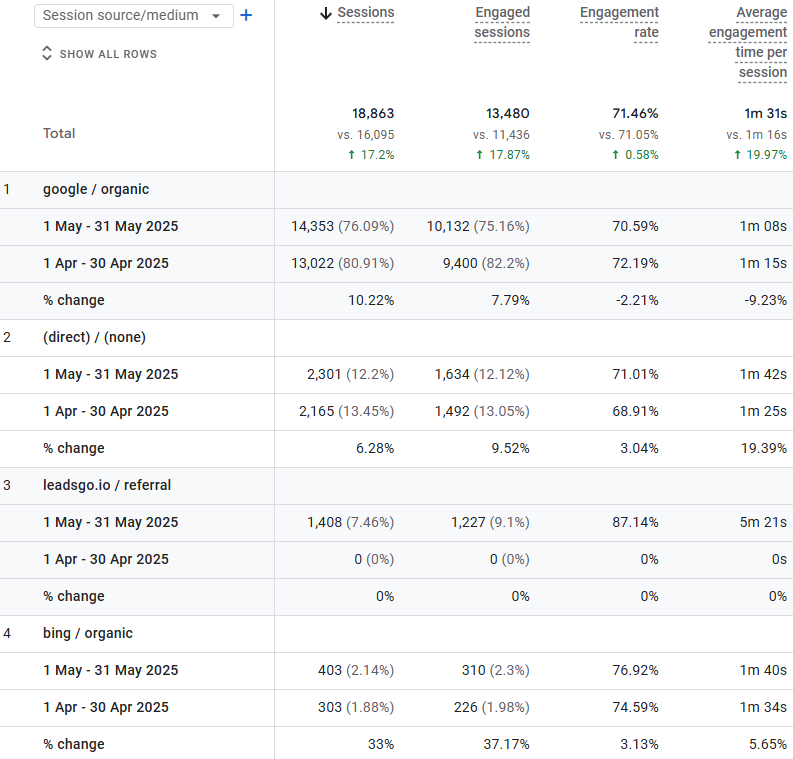 Session source/medium
+
SHOW ALL ROWS
↓ Sessions
Engaged
sessions
Engagement
rate
Average
engagement
time per
session
Total
18,863 13,480 71.46% 1m 31s
vs. 16,095 vs. 11,436 vs. 71.05% vs. 1m 16s
↑ 17.2% ↑ 17.87% ↑ 0.58% ↑ 19.97%
1 google / organic
1 May - 31 May 2025 14,353 (76.09%) 10,132 (75.16%) 70.59% 1m 08s
1 Apr - 30 Apr 2025 13,022 (80.91%) 9,400 (82.2%) 72.19% 1m 15s
% change 10.22% 7.79% -2.21% -9.23%
2 (direct) / (none)
1 May - 31 May 2025 2,301 (12.2%) 1,634 (12.12%) 71.01% 1m 42s
1 Apr - 30 Apr 2025 2,165 (13.45%) 1,492 (13.05%) 68.91% 1m 25s
% change 6.28% 9.52% 3.04% 19.39%
3 leadsgo.io / referral
1 May - 31 May 2025 1,408 (7.46%) 1,227 (9.1%) 87.14% 5m 21s
1 Apr - 30 Apr 2025 0 (0%) 0 (0%) 0% 0s
% change 0% 0% 0% 0%
4 bing / organic
1 May - 31 May 2025 403 (2.14%) 310 (2.3%) 76.92% 1m 40s
1 Apr - 30 Apr 2025 303 (1.88%) 226 (1.98%) 74.59% 1m 34s
% change 33% 37.17% 3.13% 5.65%